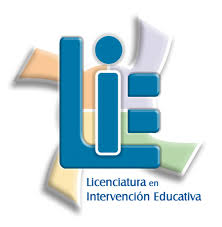 LiE
Licenciatura en
Intervención Educativa